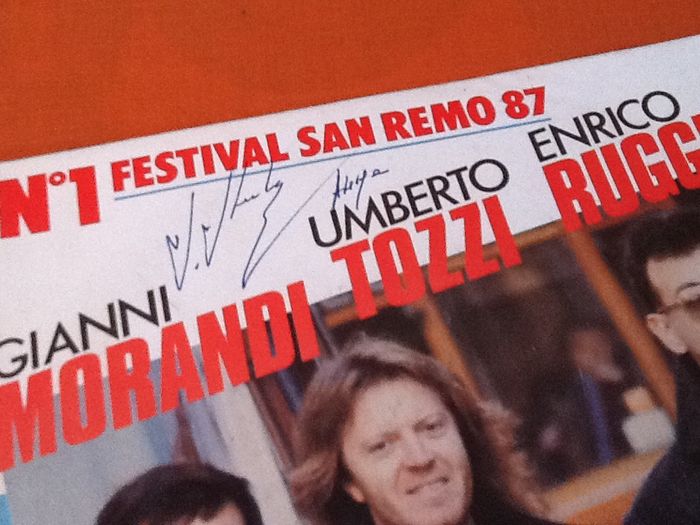 N°1 FESTIVAL SAN REMO 87
GIANNI
MORANDI
UMBERTO
TOZZI
ENRICO
RUGG